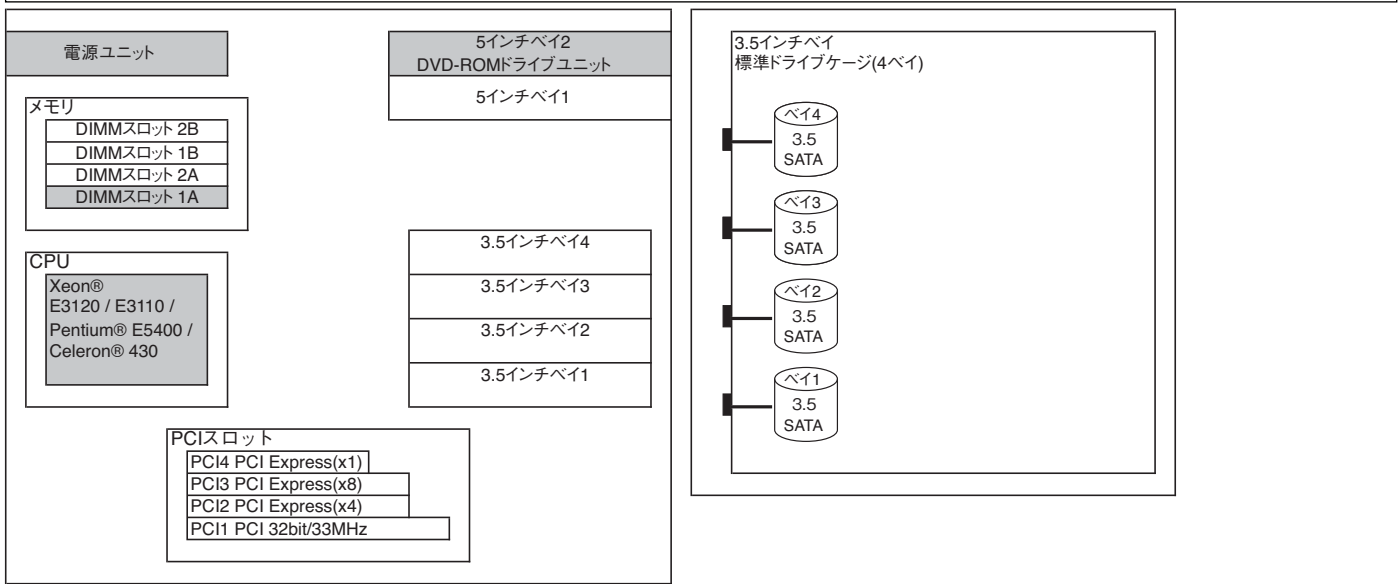 電源ユニット
5インチベイ2
DVD-ROMドライブユニット
5インチベイ1
メモリ
DIMMスロット 2B
DIMMスロット 1B
DIMMスロット 2A
DIMMスロット 1A
CPU
Xeon®
E3120 / E3110 /
Pentium® E5400 /
Celeron® 430
3.5インチベイ4
3.5インチベイ3
3.5インチベイ2
3.5インチベイ1
PCIスロット
PCI4 PCI Express(x1)
PCI3 PCI Express(x8)
PCI2 PCI Express(x4)
PCI1 PCI 32bit/33MHz
3.5インチベイ
標準ドライブケージ(4ベイ)
ベイ4
3.5
SATA
ベイ3
3.5
SATA
ベイ2
3.5
SATA
ベイ1
3.5
SATA